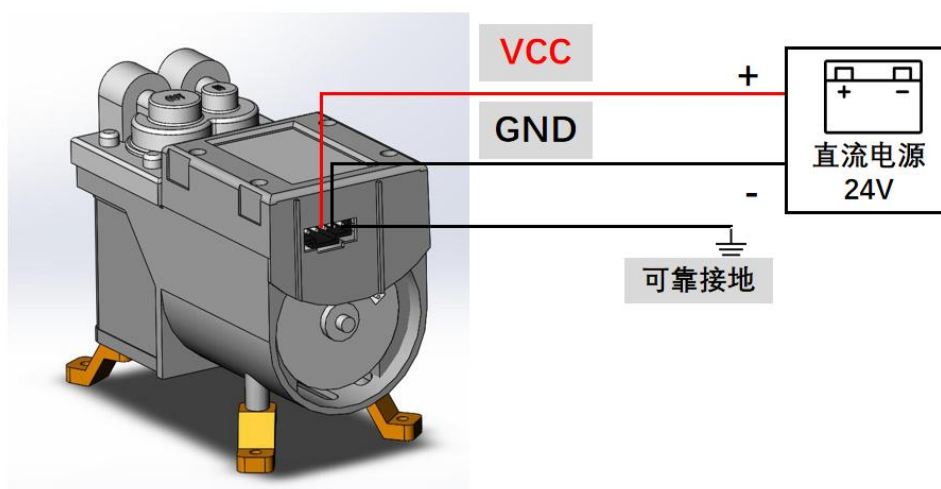 VCC
+
GND
+ -
直流电源
24V
-
可靠接地